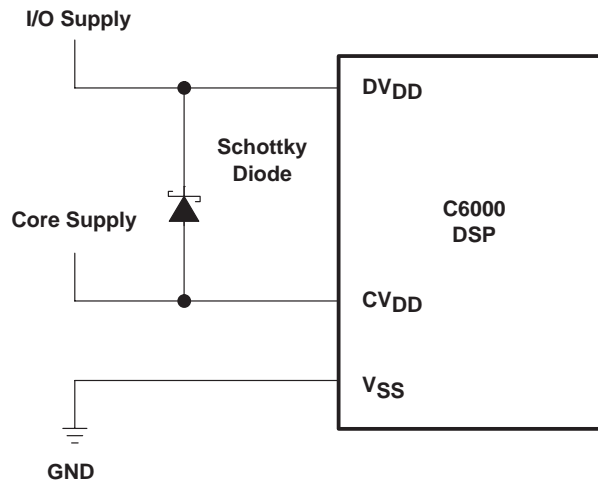 I/O Supply
DVDD
Schottky
Diode
C6000
DSP
Core Supply
CVDD
VSS
GND